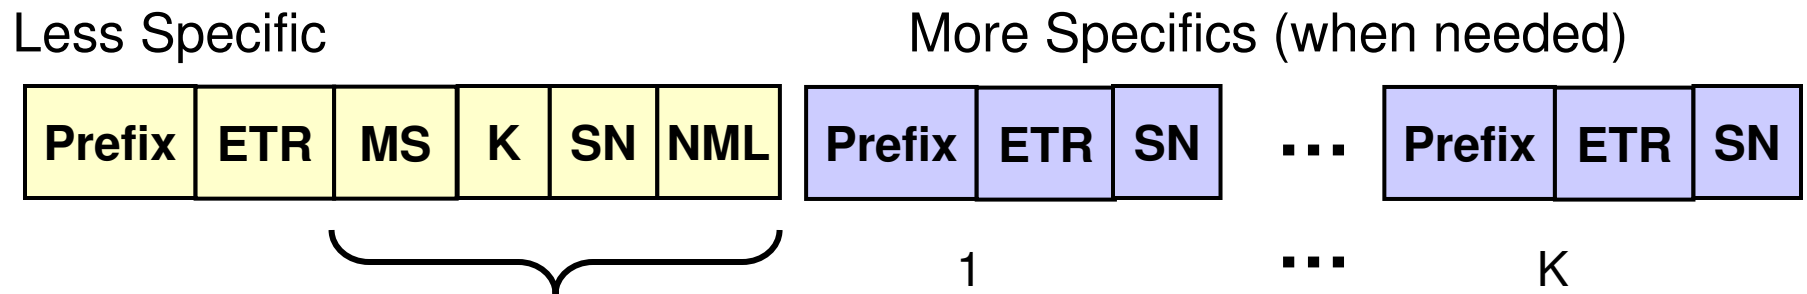 Less Specific More Specifics (when needed)
Prefix ETR MS K SN NML Prefix ETR SN ... Prefix ETR SN
1 ... K